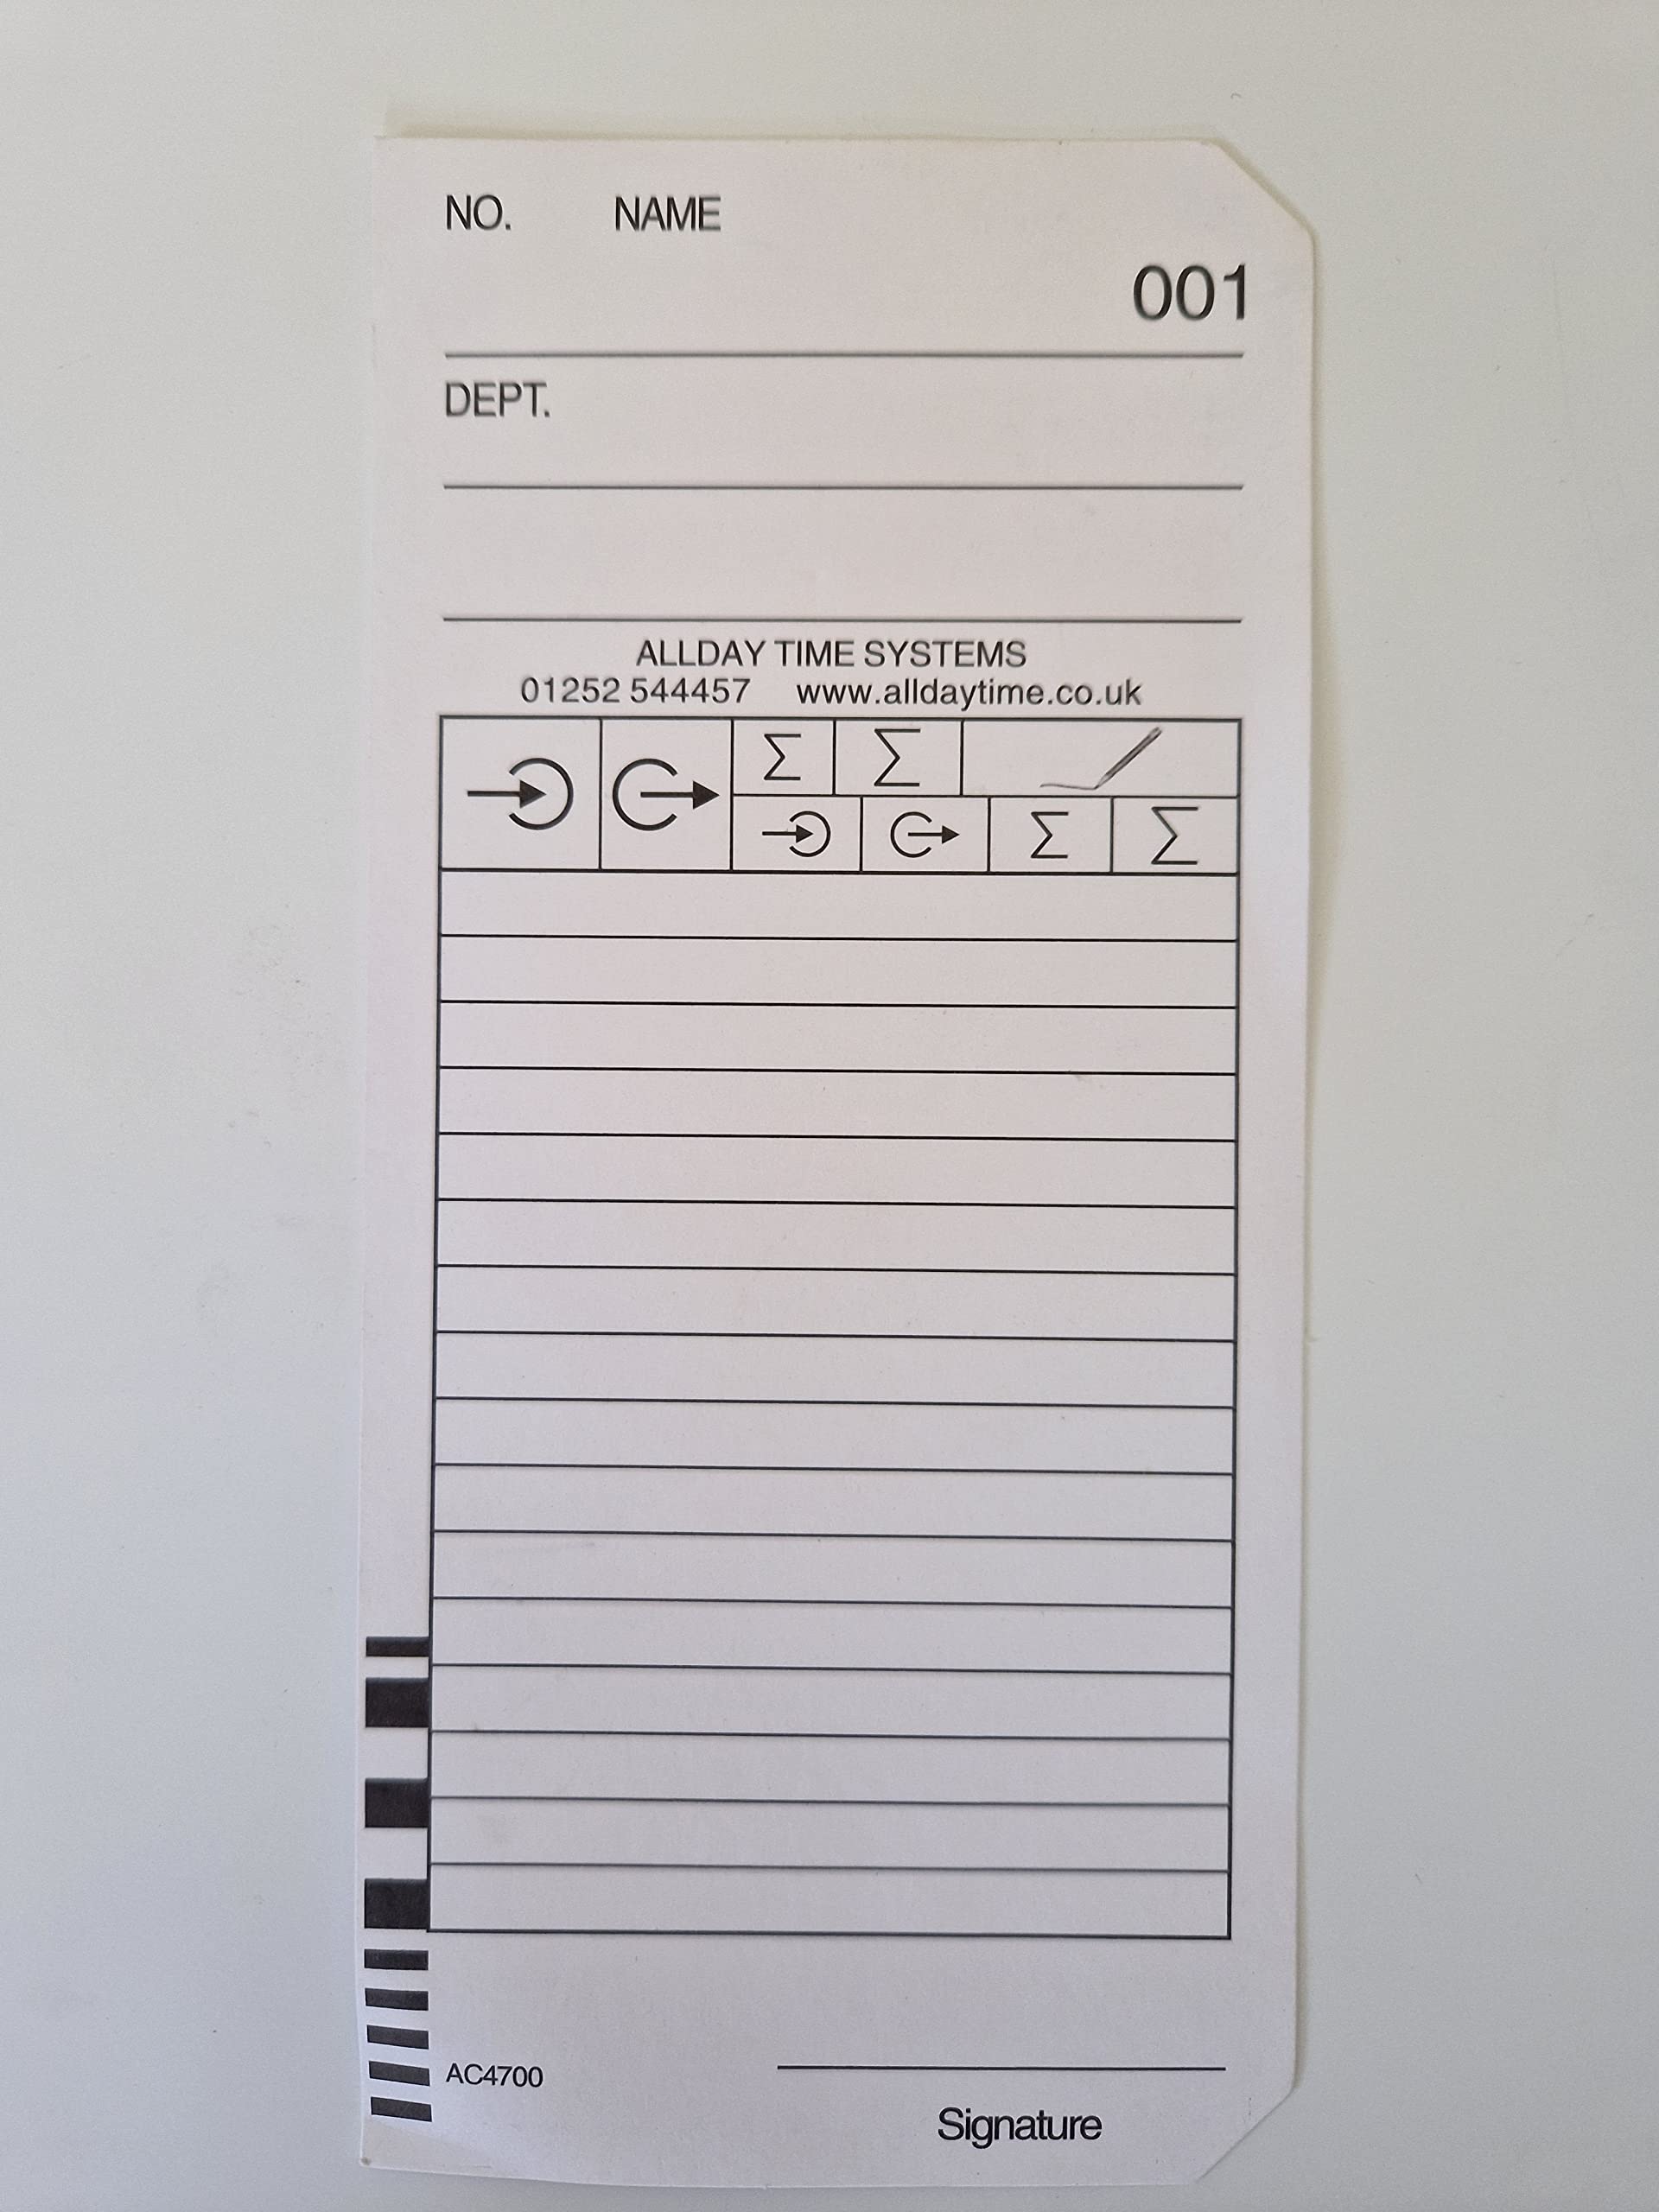 NO. NAME
001
DEPT.
ALLDAY TIME SYSTEMS
01252 544457 www.alldaytime.co.uk
Σ Σ
Σ Σ
AC4700
Signature